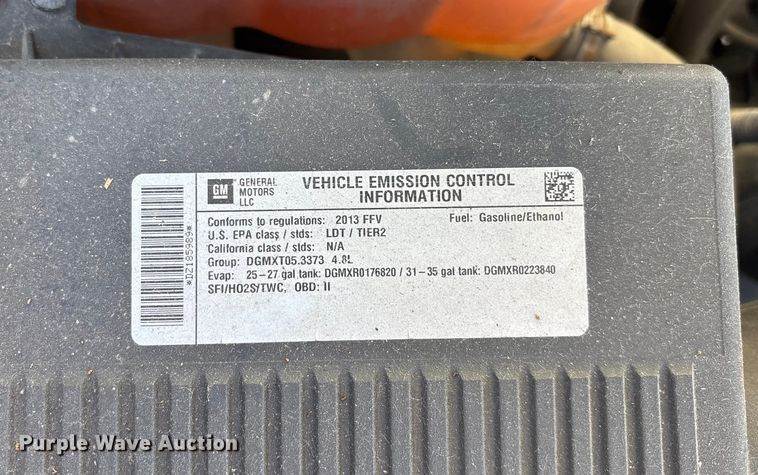 GM
GENERAL MOTORS LLC
VEHICLE EMISSION CONTROL INFORMATION
Conforms to regulations: 2013 FFV Fuel: Gasoline/Ethanol
U.S. EPA class / stds: LDT / TIER2
California class / stds: N/A
Group: DGMXT05.3373 4.8L
Evap: 25-27 gal tank: DGMXR0176820 / 31-35 gal tank: DGMXR0223840
SFI/HO2S/TWC, OBD: II
*DZ185989*
Purple Wave Auction